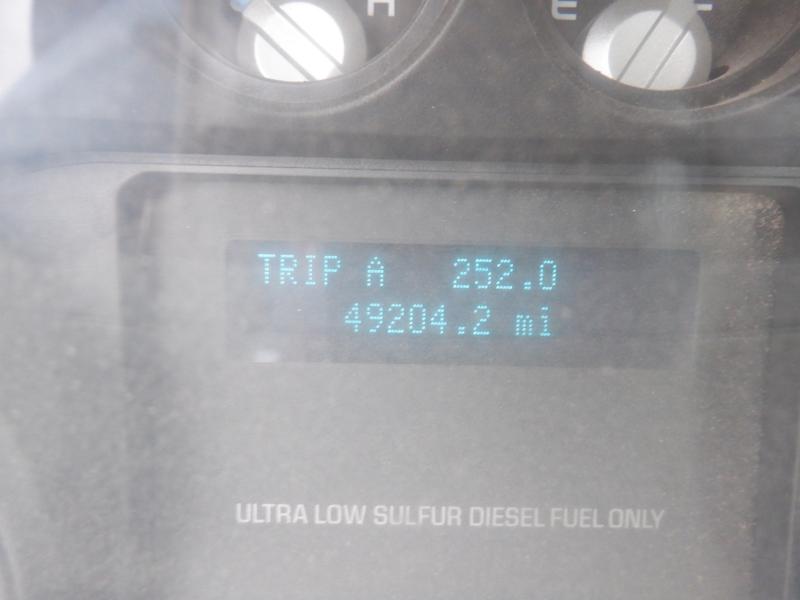 H
E
TRIP A 252.0
49204.2 mi
ULTRA LOW SULFUR DIESEL FUEL ONLY